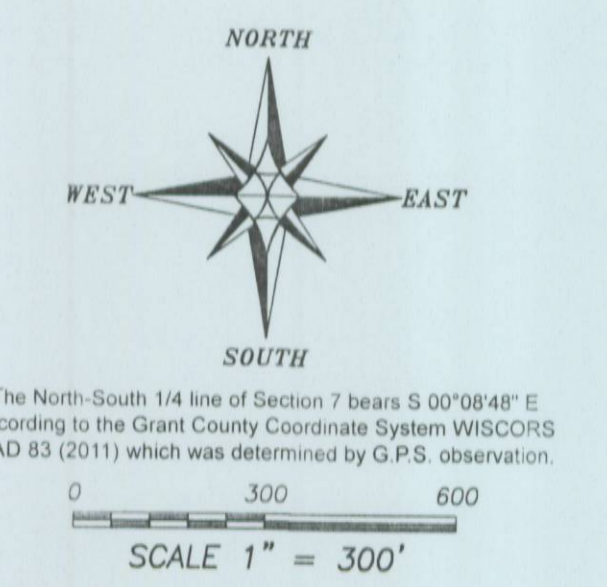 NORTH
WEST EAST
SOUTH
The North-South 1/4 line of Section 7 bears S 00°08'48" E
cording to the Grant County Coordinate System WISCORS
AD 83 (2011) which was determined by G.P.S. observation.
0 300 600
SCALE 1" = 300'